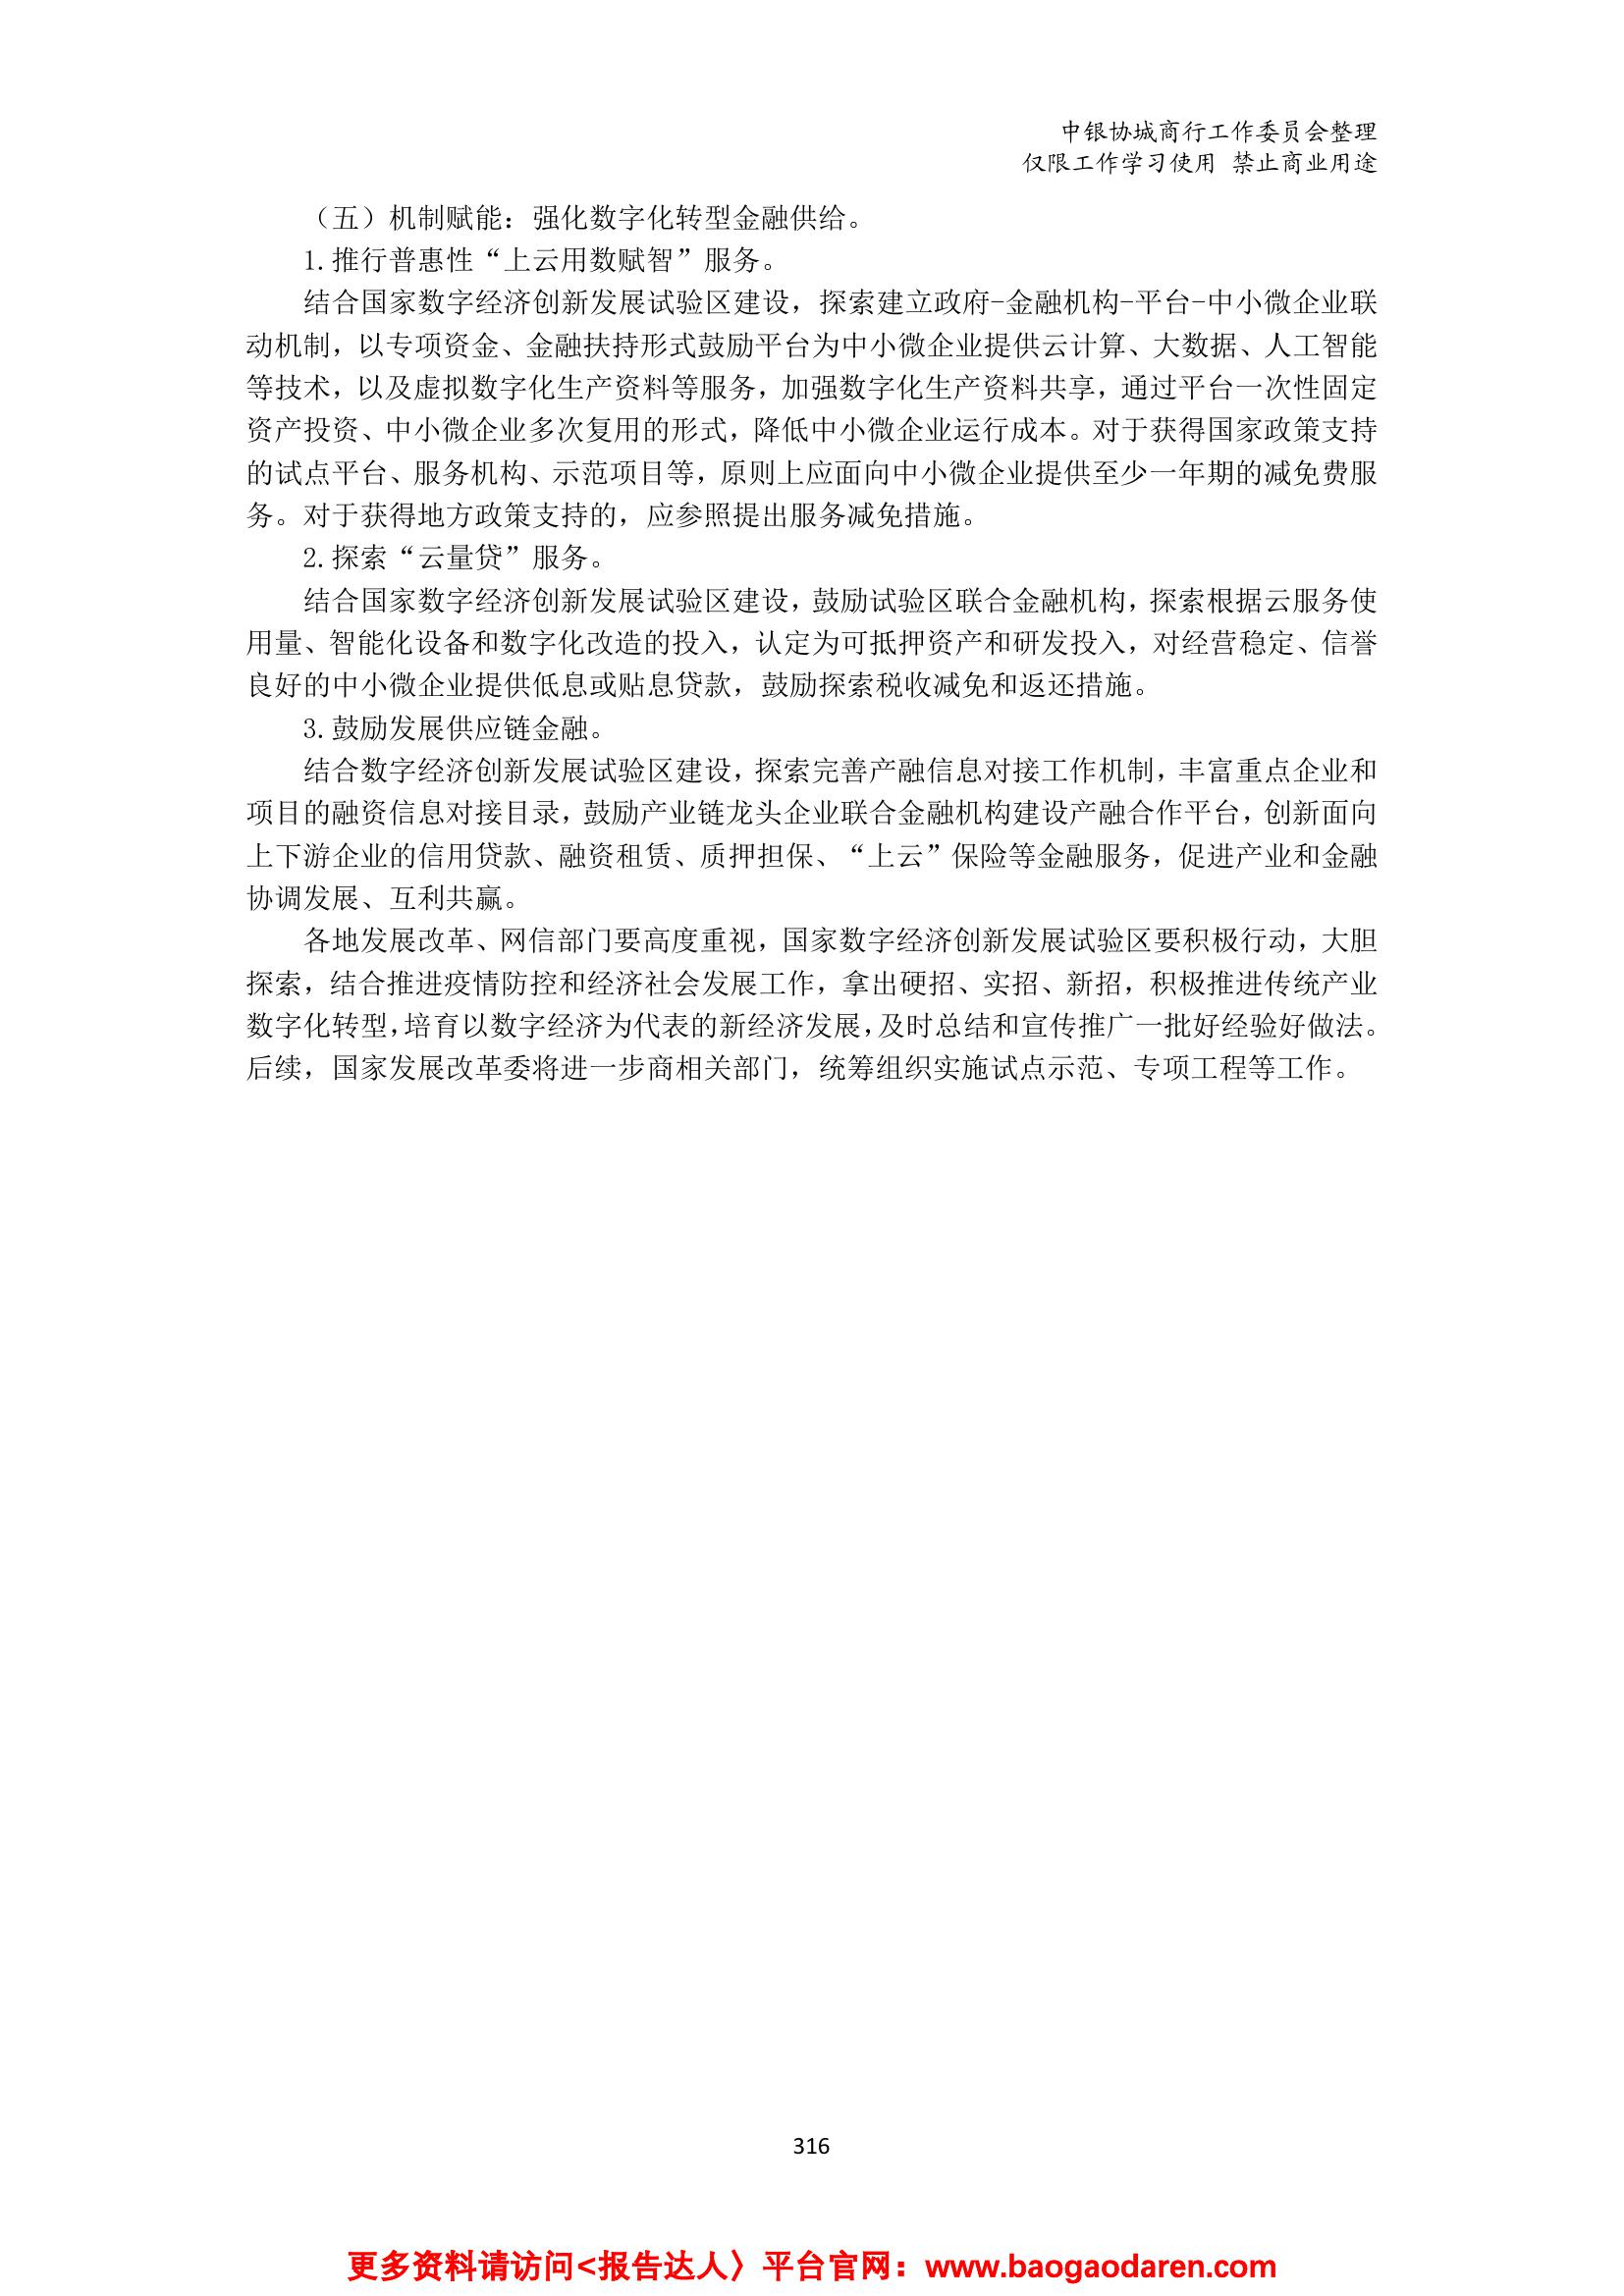 中银协城商行工作委员会整理
仅限工作学习使用 禁止商业用途
（五）机制赋能：强化数字化转型金融供给。
1.推行普惠性“上云用数赋智”服务。
结合国家数字经济创新发展试验区建设，探索建立政府-金融机构-平台-中小微企业联
动机制，以专项资金、金融扶持形式鼓励平台为中小微企业提供云计算、大数据、人工智能
等技术，以及虚拟数字化生产资料等服务，加强数字化生产资料共享，通过平台一次性固定
资产投资、中小微企业多次复用的形式，降低中小微企业运行成本。对于获得国家政策支持
的试点平台、服务机构、示范项目等，原则上应面向中小微企业提供至少一年期的减免费服
务。对于获得地方政策支持的，应参照提出服务减免措施。
2.探索“云量贷”服务。
结合国家数字经济创新发展试验区建设，鼓励试验区联合金融机构，探索根据云服务使
用量、智能化设备和数字化改造的投入，认定为可抵押资产和研发投入，对经营稳定、信誉
良好的中小微企业提供低息或贴息贷款，鼓励探索税收减免和返还措施。
3.鼓励发展供应链金融。
结合数字经济创新发展试验区建设，探索完善产融信息对接工作机制，丰富重点企业和
项目的融资信息对接目录，鼓励产业链龙头企业联合金融机构建设产融合作平台，创新面向
上下游企业的信用贷款、融资租赁、质押担保、“上云”保险等金融服务，促进产业和金融
协调发展、互利共赢。
各地发展改革、网信部门要高度重视，国家数字经济创新发展试验区要积极行动，大胆
探索，结合推进疫情防控和经济社会发展工作，拿出硬招、实招、新招，积极推进传统产业
数字化转型，培育以数字经济为代表的新经济发展，及时总结和宣传推广一批好经验好做法。
后续，国家发展改革委将进一步商相关部门，统筹组织实施试点示范、专项工程等工作。
316
更多资料请访问<报告达人〉平台官网：www.baogaodaren.com